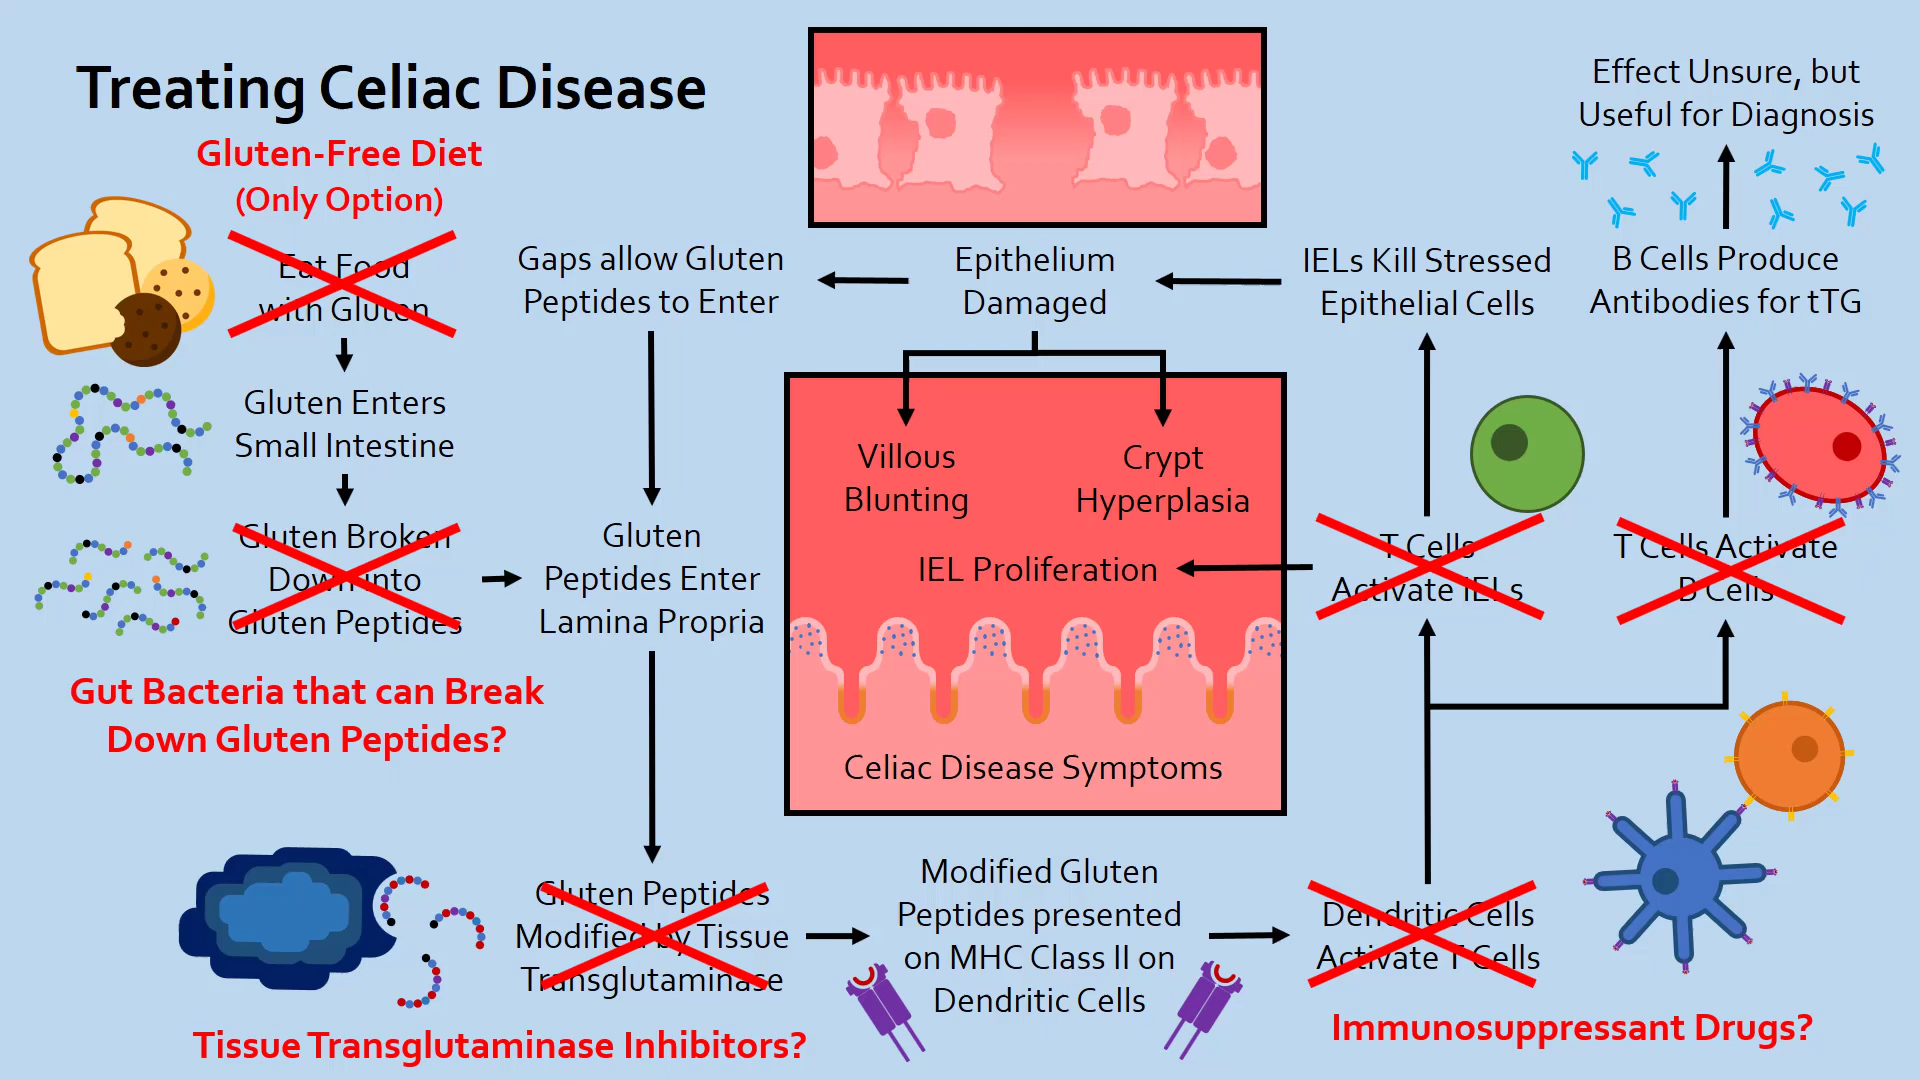 Treating Celiac Disease
Gluten-Free Diet
(Only Option)
Eat Food
with Gluten
Gluten Enters
Small Intestine
Gluten Broken
Down into
Gluten Peptides
Gut Bacteria that can Break
Down Gluten Peptides?
Gaps allow Gluten
Peptides to Enter
Gluten
Peptides Enter
Lamina Propria
Gluten Peptides
Modified by Tissue
Transglutaminase
Tissue Transglutaminase Inhibitors?
Epithelium
Damaged
Villous
Blunting
Crypt
Hyperplasia
IEL Proliferation
Celiac Disease Symptoms
Modified Gluten
Peptides presented
on MHC Class II on
Dendritic Cells
IELs Kill Stressed
Epithelial Cells
T Cells
Activate IELs
Dendritic Cells
Activate T Cells
Immunosuppressant Drugs?
Effect Unsure, but
Useful for Diagnosis
B Cells Produce
Antibodies for tTG
T Cells Activate
B Cells